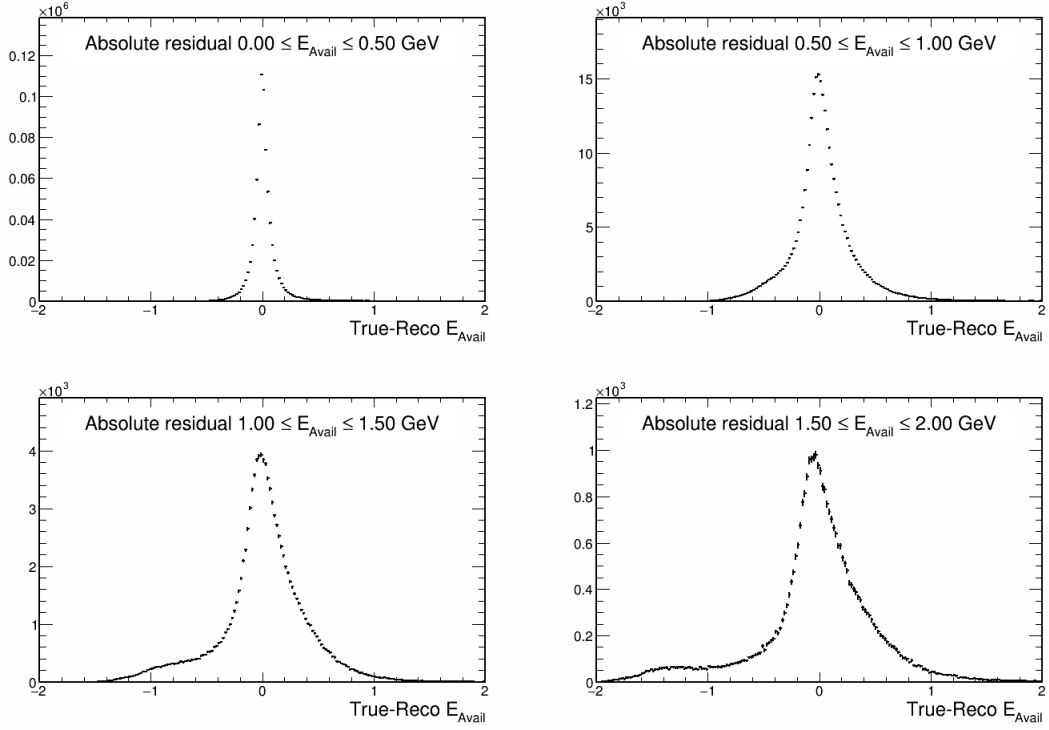 ×10⁶
Absolute residual 0.00 ≤ E_Avail ≤ 0.50 GeV
0.12
0.1
0.08
0.06
0.04
0.02
0
−2 −1 0 1 2
True-Reco E_Avail
×10³
Absolute residual 0.50 ≤ E_Avail ≤ 1.00 GeV
15
10
5
0
−2 −1 0 1 2
True-Reco E_Avail
×10³
Absolute residual 1.00 ≤ E_Avail ≤ 1.50 GeV
4
3
2
1
0
−2 −1 0 1 2
True-Reco E_Avail
×10³
1.2
Absolute residual 1.50 ≤ E_Avail ≤ 2.00 GeV
1
0.8
0.6
0.4
0.2
0
−2 −1 0 1 2
True-Reco E_Avail